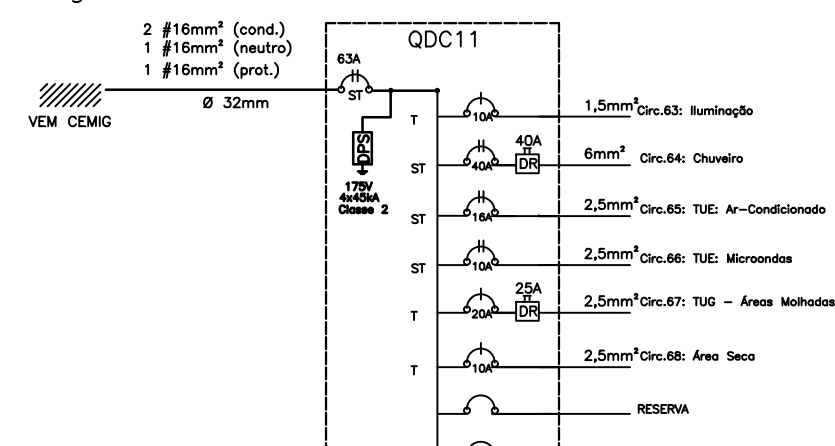 2 #16mm² (cond.)
1 #16mm² (neutro)
1 #16mm² (prot.)
Ø 32mm
VEM CEMIG
QDC11
63A
ST
DPS
175V
4x45kA
Classe 2
T 10A 1,5mm² Circ.63: Iluminação
ST 40A 40A DR 6mm² Circ.64: Chuveiro
ST 16A 2,5mm² Circ.65: TUE: Ar-Condicionado
ST 10A 2,5mm² Circ.66: TUE: Microondas
T 20A 25A DR 2,5mm² Circ.67: TUG - Áreas Molhadas
T 10A 2,5mm² Circ.68: Área Seca
RESERVA